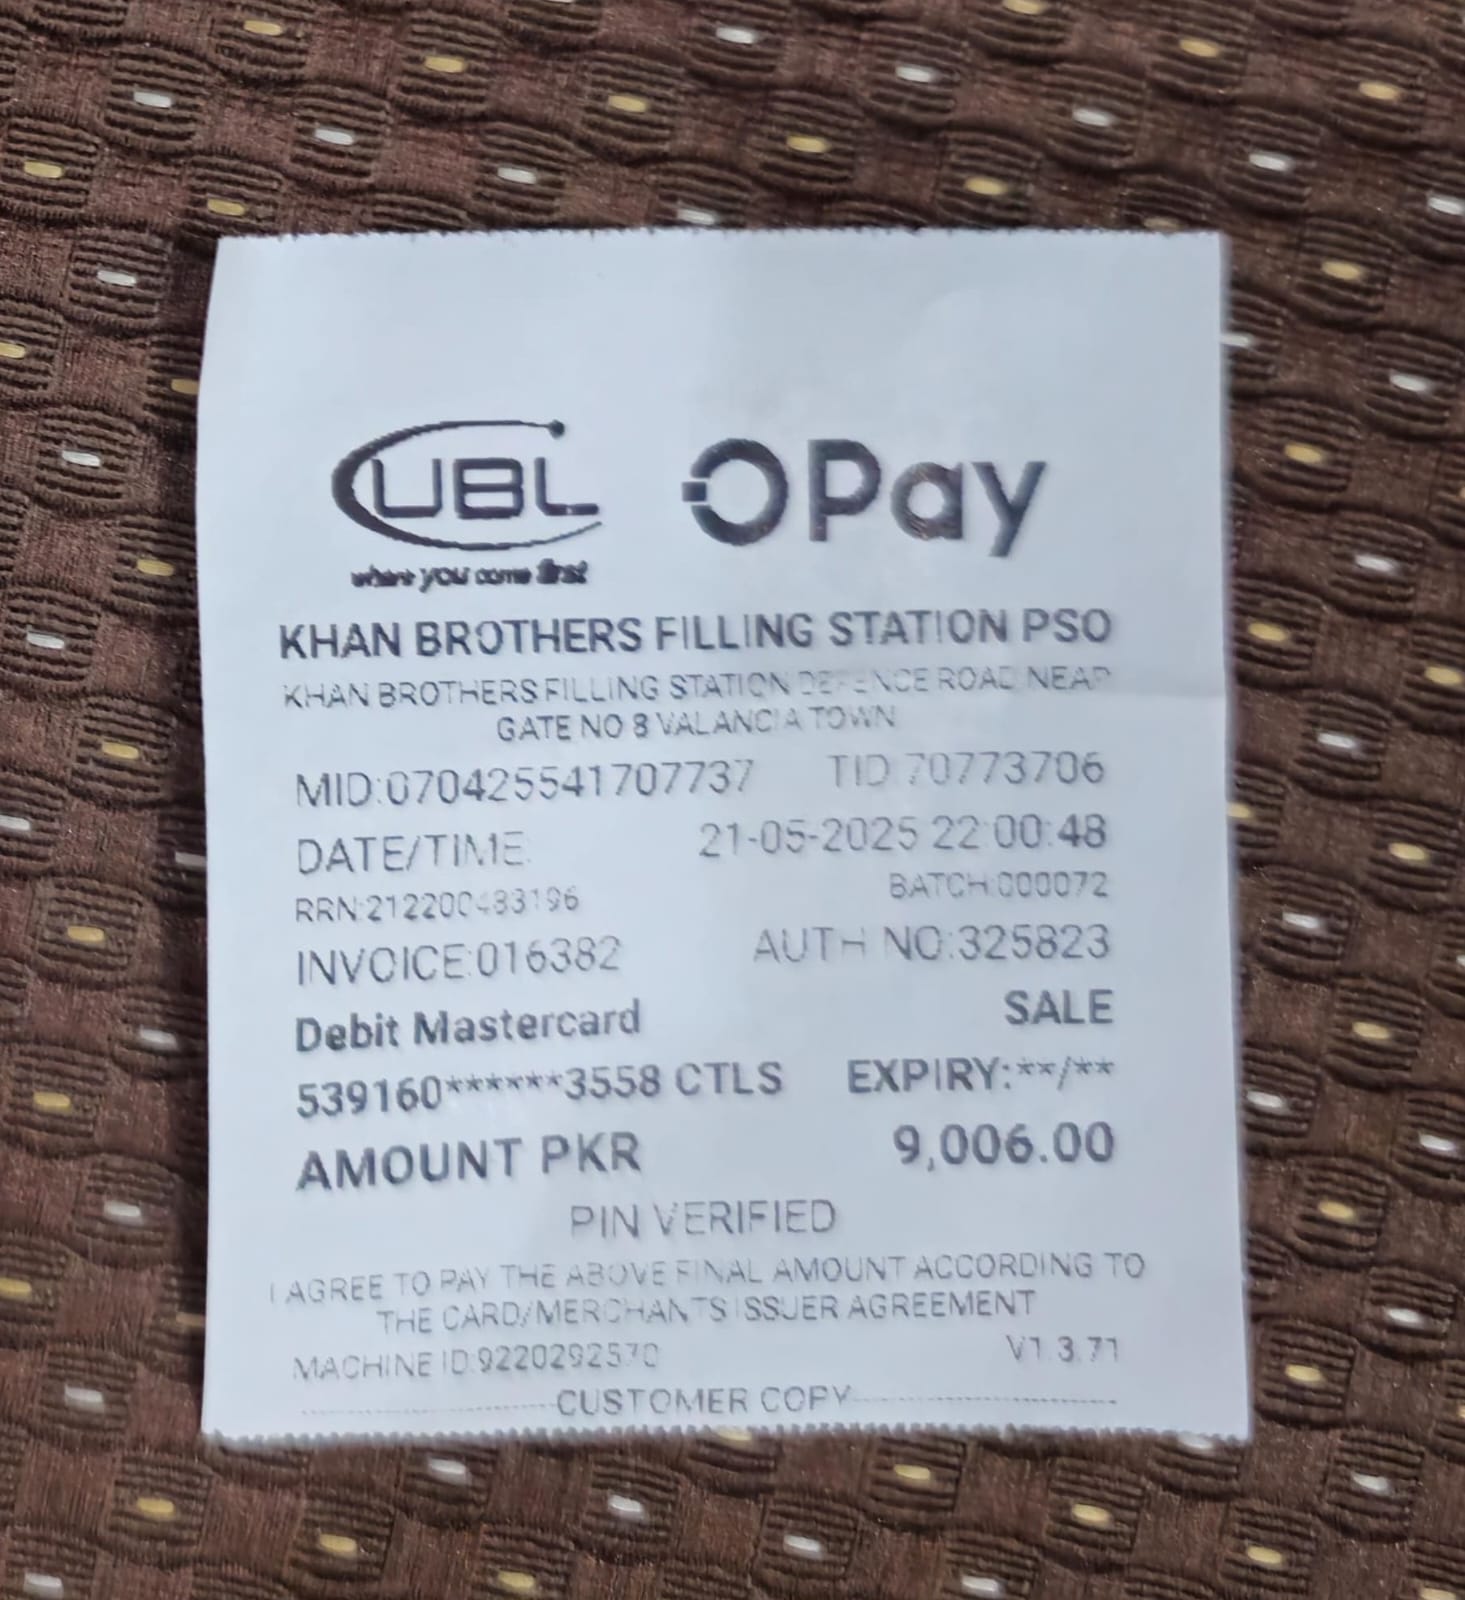 UBL
where you come first
OPay
KHAN BROTHERS FILLING STATION PSO
KHAN BROTHERS FILLING STATION DEFENCE ROAD NEAR
GATE NO 8 VALANCIA TOWN
MID:070425541707737 TID:70773706
DATE/TIME: 21-05-2025 22:00:48
RRN:212200483196 BATCH:000072
INVOICE:016382 AUTH NO:325823
Debit Mastercard SALE
539160******3558 CTLS EXPIRY:**/**
AMOUNT PKR 9,006.00
PIN VERIFIED
I AGREE TO PAY THE ABOVE FINAL AMOUNT ACCORDING TO
THE CARD/MERCHANTS ISSUER AGREEMENT
MACHINE ID:9220292570 V1.3.71
CUSTOMER COPY